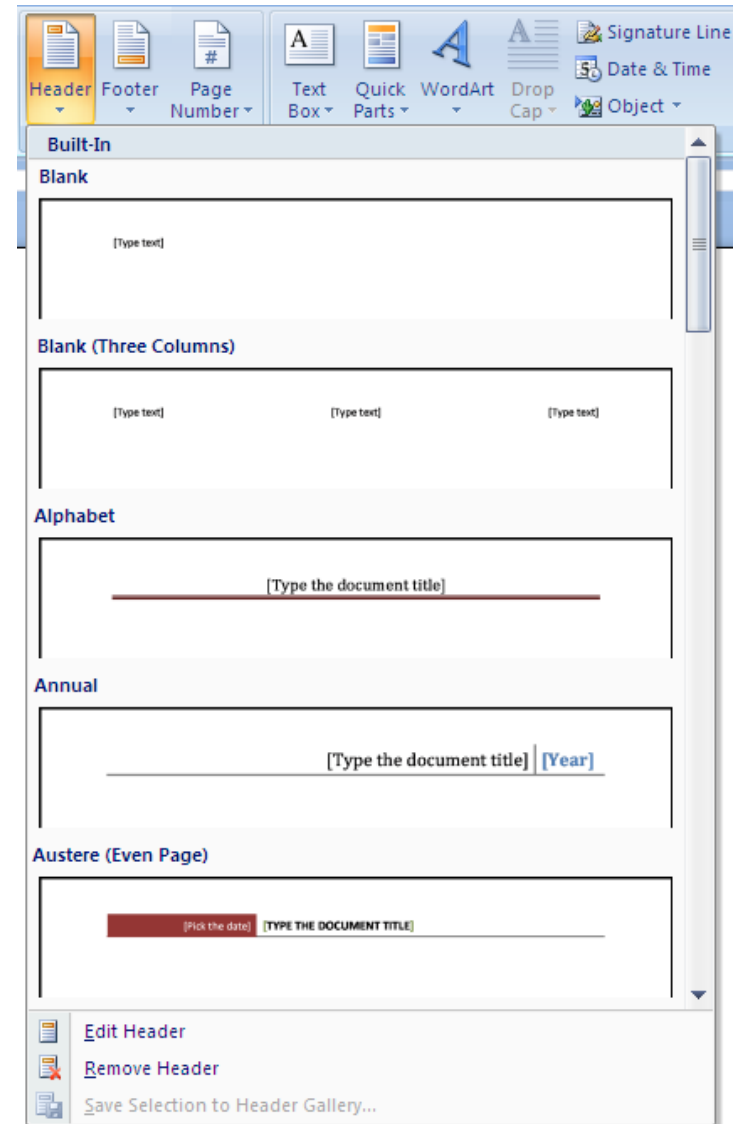 Signature Line
A
A
A
#
Header Footer Page Text Quick WordArt Drop
5 Date & Time
Number Box Parts Cap Object
Built-In
Blank
[Type text]
Blank (Three Columns)
[Type text] [Type text] [Type text]
Alphabet
[Type the document title]
Annual
[Type the document title] [Year]
Austere (Even Page)
[Pick the date] [TYPE THE DOCUMENT TITLE]
Edit Header
Remove Header
Save Selection to Header Gallery...